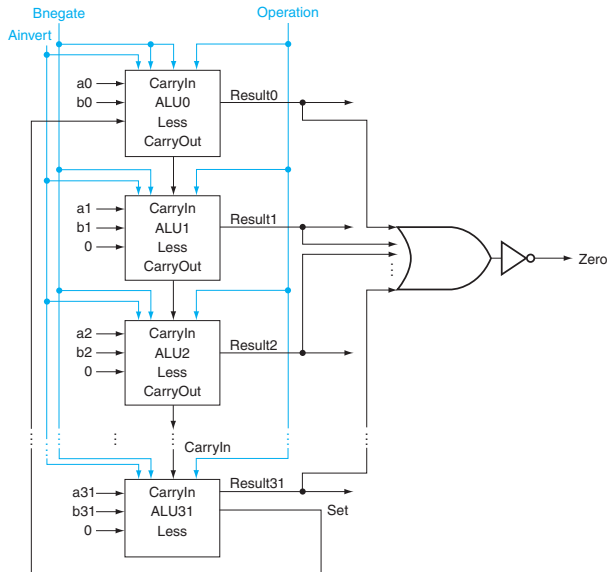 Bnegate
Operation
Ainvert
a0
b0
CarryIn
ALU0
Less
CarryOut
Result0
a1
b1
0
CarryIn
ALU1
Less
CarryOut
Result1
Zero
a2
b2
0
CarryIn
ALU2
Less
CarryOut
Result2
CarryIn
a31
b31
0
CarryIn
ALU31
Less
Result31
Set